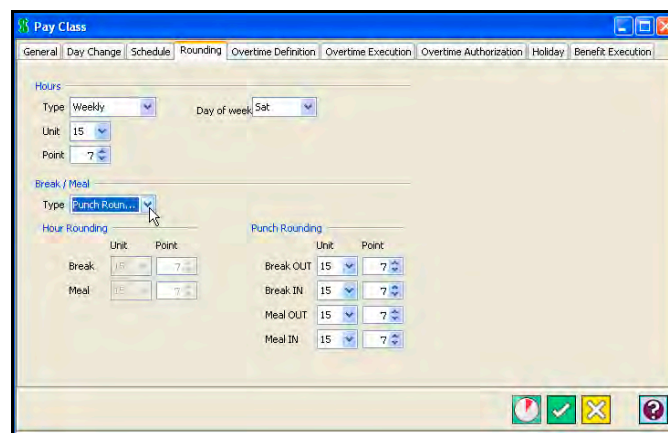 Pay Class
General Day Change Schedule Rounding Overtime Definition Overtime Execution Overtime Authorization Holiday Benefit Execution
Hours
Type Weekly Day of week Sat
Unit 15
Point 7
Break / Meal
Type Punch Roun...
Hour Rounding Punch Rounding
Unit Point Unit Point
Break 15 7 Break OUT 15 7
Break IN 15 7
Meal 15 7 Meal OUT 15 7
Meal IN 15 7
?